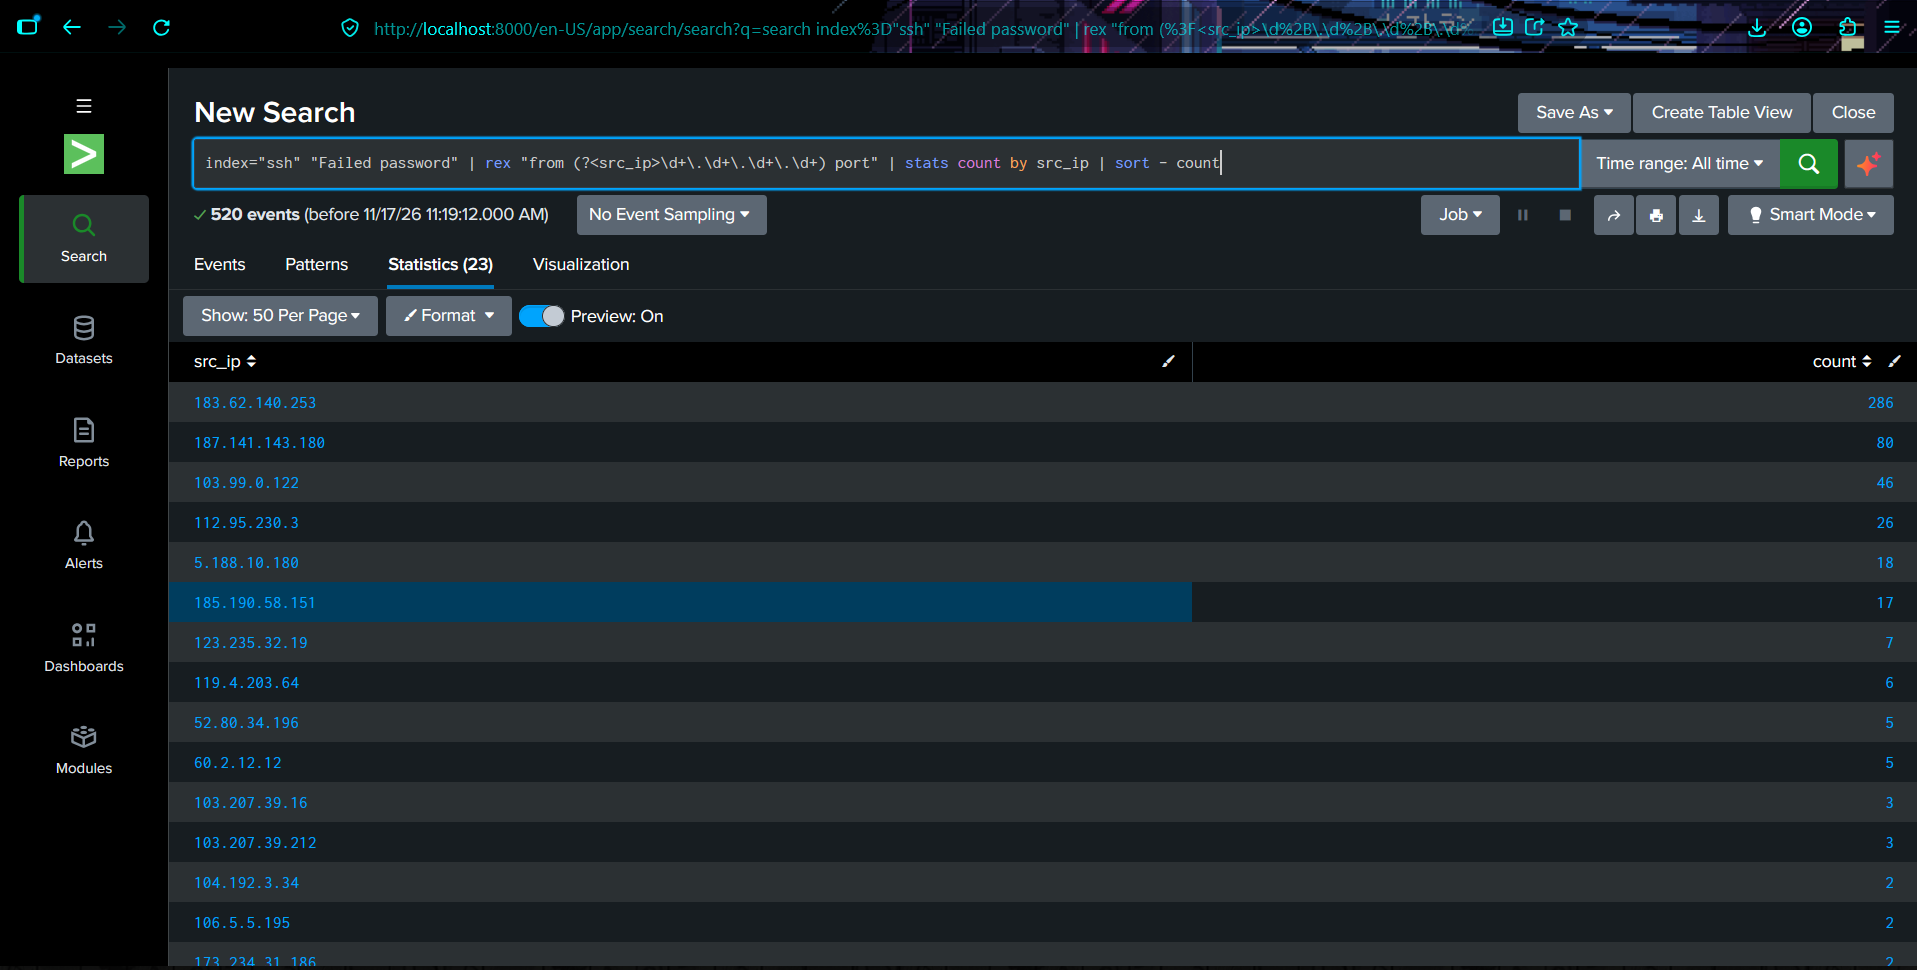 http://localhost:8000/en-US/app/search/search?q=search index%3D"ssh" "Failed password" | rex "from (%3F<src_ip>\d%2B\.\d%2B\.\d%2B\.\d%
New Search
Save As
Create Table View
Close
index="ssh" "Failed password" | rex "from (?<src_ip>\d+\.\d+\.\d+\.\d+) port" | stats count by src_ip | sort - count
Time range: All time
520 events (before 11/17/26 11:19:12.000 AM)
No Event Sampling
Job
Smart Mode
Search
Datasets
Reports
Alerts
Dashboards
Modules
Events
Patterns
Statistics (23)
Visualization
Show: 50 Per Page
Format
Preview: On
src_ip
count
183.62.140.253 286
187.141.143.180 80
103.99.0.122 46
112.95.230.3 26
5.188.10.180 18
185.190.58.151 17
123.235.32.19 7
119.4.203.64 6
52.80.34.196 5
60.2.12.12 5
103.207.39.16 3
103.207.39.212 3
104.192.3.34 2
106.5.5.195 2
173.234.31.186 2